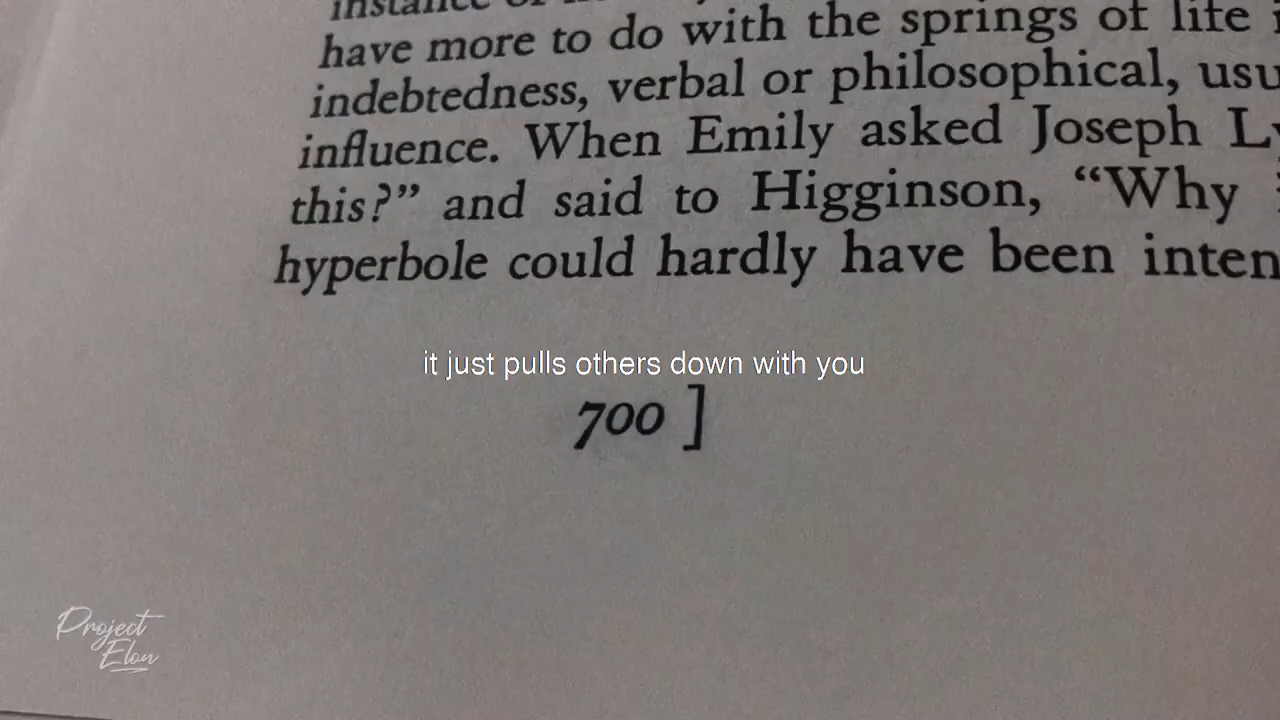 have more to do with the springs of life
indebtedness, verbal or philosophical,
influence. When Emily asked Joseph
this?” and said to Higginson, “Why
hyperbole could hardly have been
it just pulls others down with you
700 ]
Project
Elon